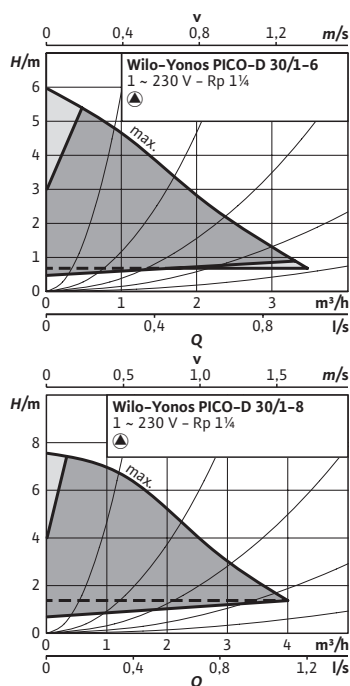 v
0 0,4 0,8 1,2 m/s
H/m
Wilo-Yonos PICO-D 30/1-6
1 ~ 230 V - Rp 1¼
max.
6
5
4
3
2
1
0
0 1 2 3 m³/h
0 0,4 0,8 l/s
Q
v
0 0,5 1,0 1,5 m/s
H/m
Wilo-Yonos PICO-D 30/1-8
1 ~ 230 V - Rp 1¼
max.
8
6
4
2
0
0 1 2 3 4 m³/h
0 0,4 0,8 1,2 l/s
Q